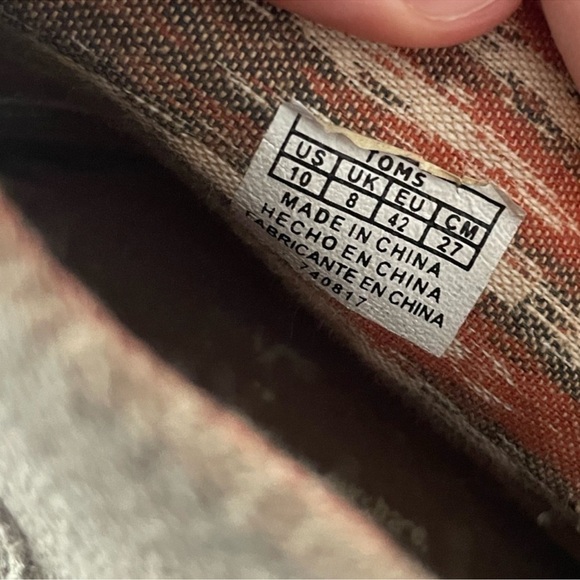 TOMS
US UK EU CM
10 8 42 27
MADE IN CHINA
HECHO EN CHINA
FABRICANTE EN CHINA
740817